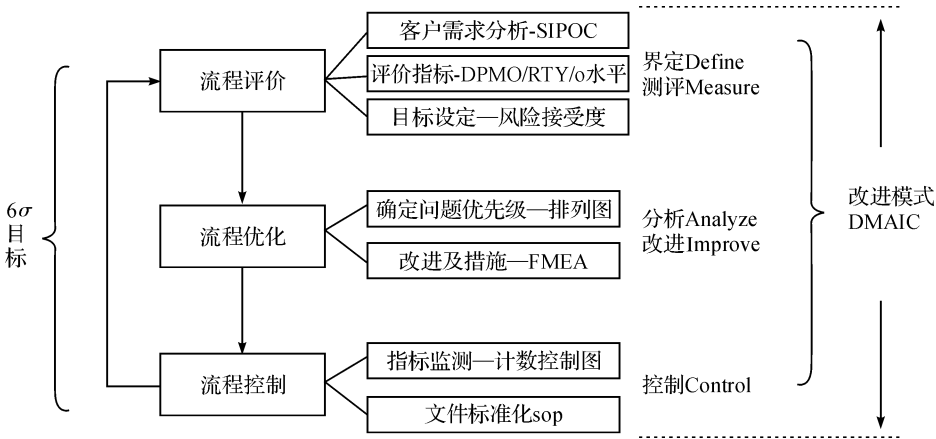 客户需求分析-SIPOC
流程评价
评价指标-DPMO/RTY/o水平
目标设定—风险接受度
界定Define
测评Measure
6σ
目
标
流程优化
确定问题优先级—排列图
改进及措施—FMEA
分析Analyze
改进Improve
改进模式
DMAIC
流程控制
指标监测—计数控制图
文件标准化sop
控制Control